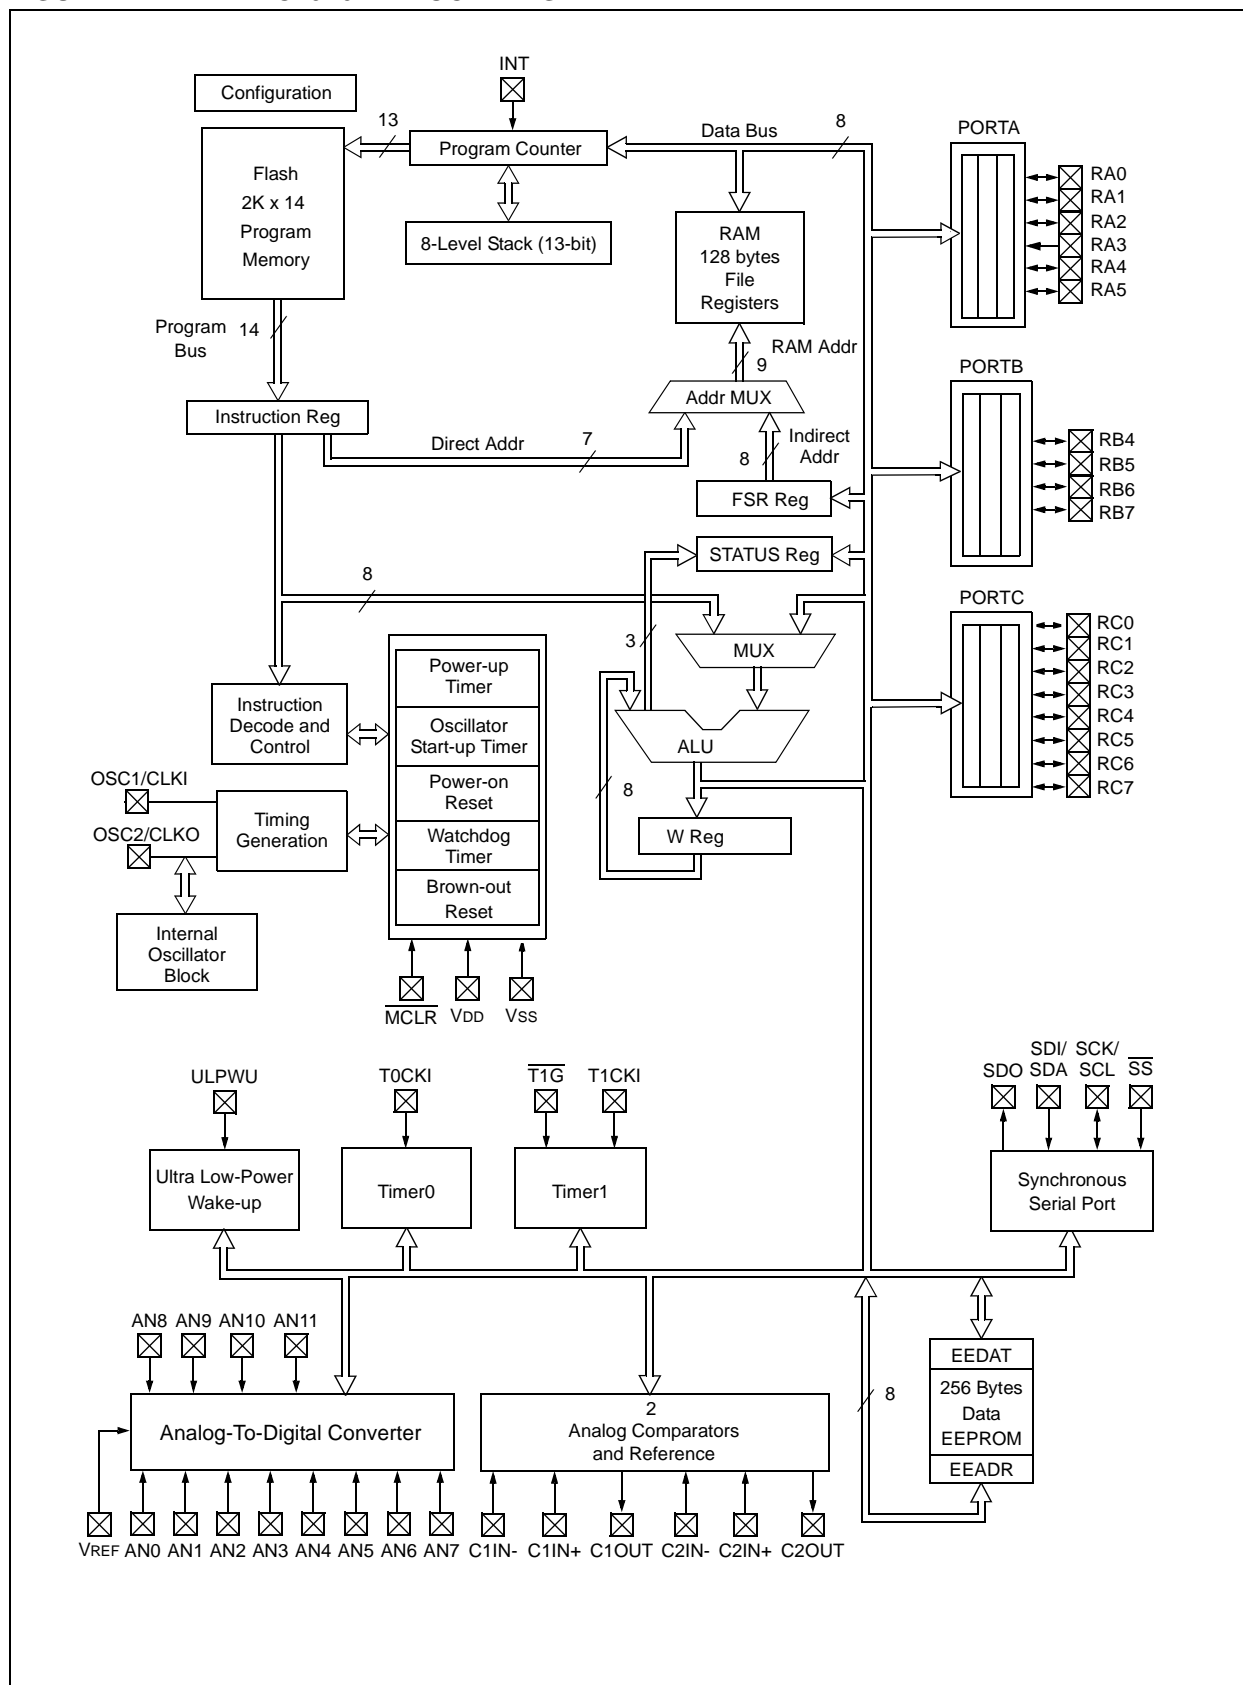 INT
Configuration
13
Data Bus
8
PORTA
Program Counter
Flash
2K x 14
Program
Memory
8-Level Stack (13-bit)
RAM
128 bytes
File
Registers
RA0
RA1
RA2
RA3
RA4
RA5
Program
Bus
14
RAM Addr
9
PORTB
Addr MUX
Instruction Reg
Direct Addr
7
Indirect
Addr
8
FSR Reg
RB4
RB5
RB6
RB7
STATUS Reg
8
PORTC
3
MUX
RC0
RC1
RC2
RC3
RC4
RC5
RC6
RC7
Power-up
Timer
Instruction
Decode and
Control
Oscillator
Start-up Timer
ALU
OSC1/CLKI
Power-on
Reset
8
Timing
Generation
OSC2/CLKO
Watchdog
Timer
W Reg
Brown-out
Reset
Internal
Oscillator
Block
MCLR
VDD
VSS
ULPWU
T0CKI
T1G
T1CKI
SDO
SDI/
SDA
SCK/
SCL
SS
Ultra Low-Power
Wake-up
Timer0
Timer1
Synchronous
Serial Port
AN8
AN9
AN10
AN11
EEDAT
256 Bytes
Data
EEPROM
EEADR
8
Analog-To-Digital Converter
2
Analog Comparators
and Reference
VREF
AN0
AN1
AN2
AN3
AN4
AN5
AN6
AN7
C1IN-
C1IN+
C1OUT
C2IN-
C2IN+
C2OUT